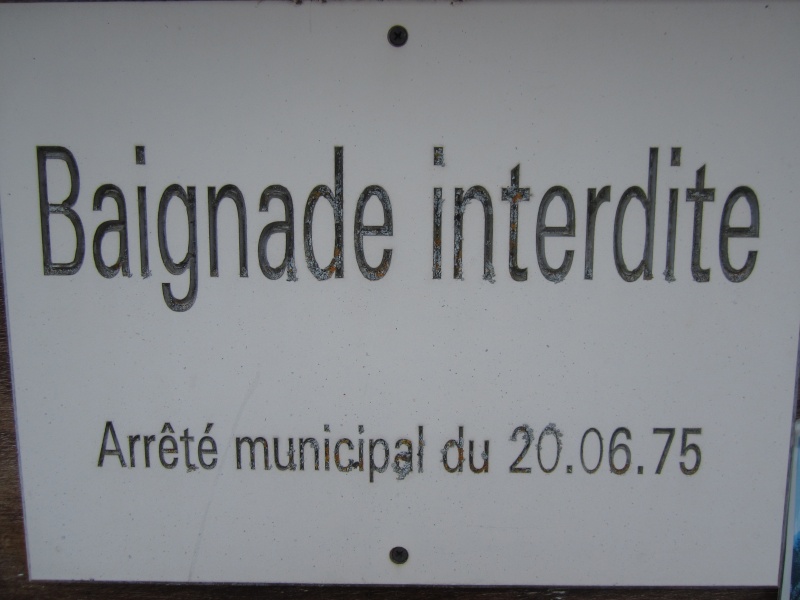 Baignade interdite
Arrêté municipal du 20.06.75